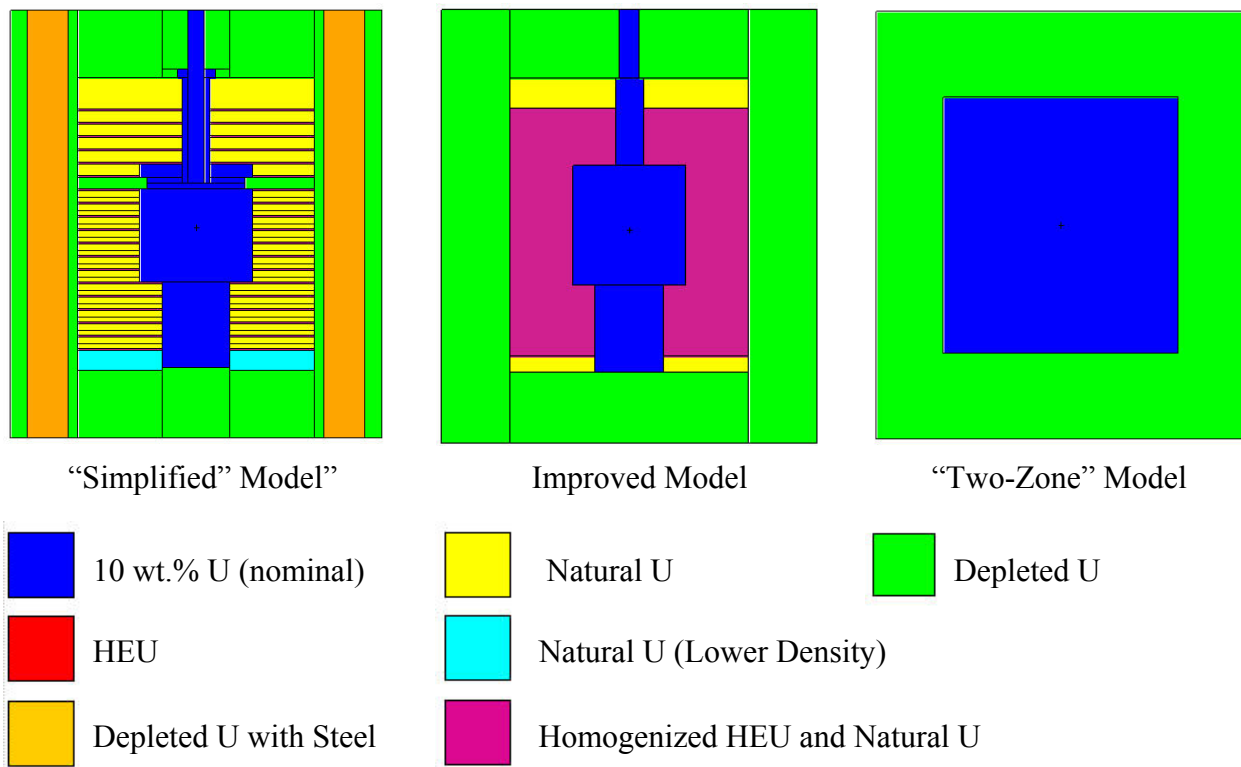 “Simplified” Model”
Improved Model
“Two-Zone” Model
10 wt.% U (nominal)
Natural U
Depleted U
HEU
Natural U (Lower Density)
Depleted U with Steel
Homogenized HEU and Natural U